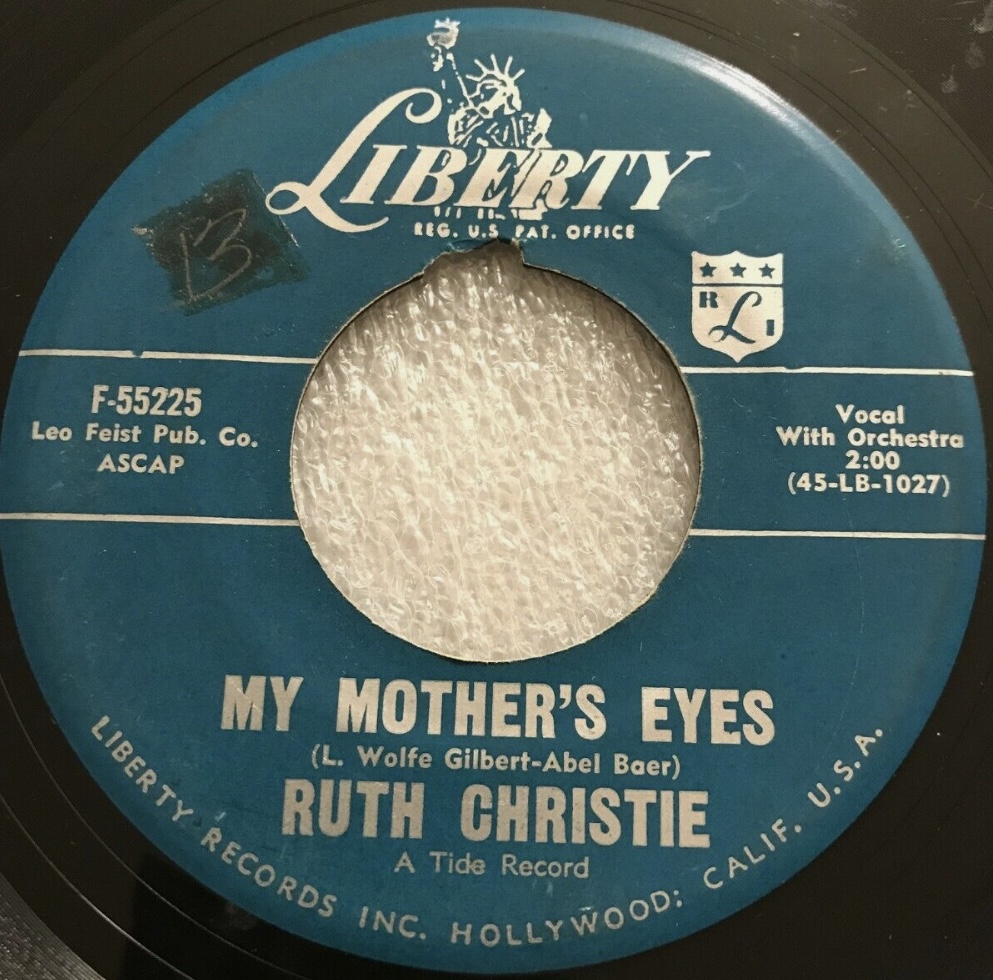 LIBERTY
REG. U.S. PAT. OFFICE
13
R L I
F-55225
Leo Feist Pub. Co.
ASCAP
Vocal
With Orchestra
2:00
(45-LB-1027)
MY MOTHER'S EYES
(L. Wolfe Gilbert-Abel Baer)
RUTH CHRISTIE
A Tide Record
LIBERTY RECORDS INC. HOLLYWOOD; CALIF. U.S.A.